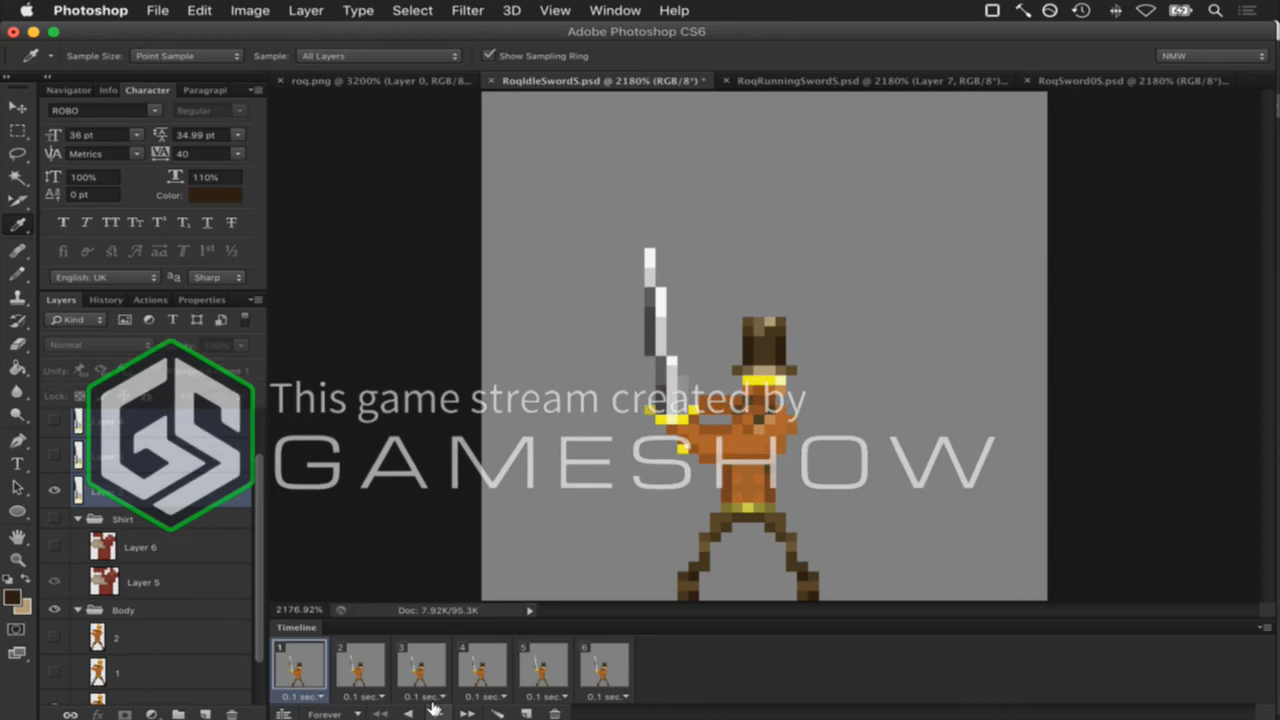 Photoshop File Edit Image Layer Type Select Filter 3D View Window Help
Adobe Photoshop CS6
Sample Size: Point Sample Sample: All Layers Show Sampling Ring NMW
roq.png @ 3200% (Layer 0, RGB/8... RoqIdleSwordS.psd @ 2180% (RGB/8*) * RoqRunningSwordS.psd @ 2180% (Layer 7, RGB/8*)... RoqSword0S.psd @ 2180% (RGB/8*)...
Navigator Info Character Paragrapl
ROBO Regular
36 pt 34.99 pt
Metrics 40
100% 110%
0 pt Color:
English: UK Sharp
Layers History Actions Properties
Kind
Normal
Unify:
Lock:
This game stream created by
GAMESHOW
Shirt
Layer 6
Layer 5
Body
2
1
2176.92% Doc: 7.92K/95.3K
Timeline
1 2 3 4 5 6
0.1 sec. 0.1 sec. 0.1 sec. 0.1 sec. 0.1 sec. 0.1 sec.
Forever